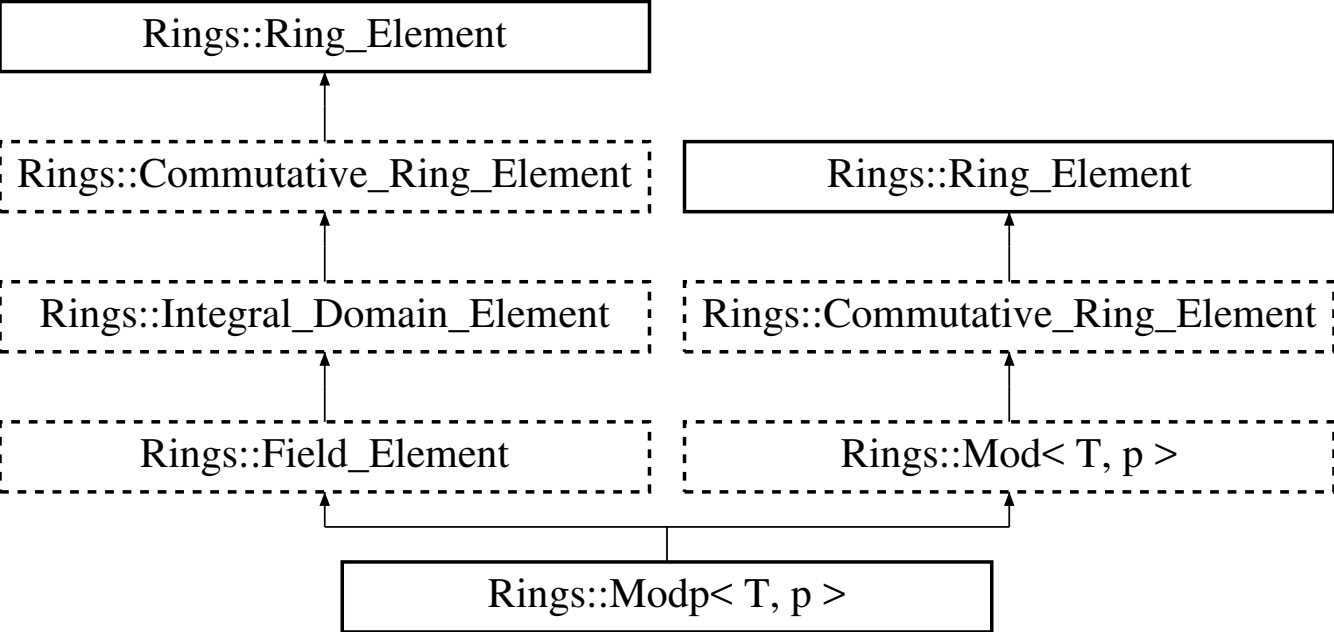 Rings::Ring_Element
Rings::Commutative_Ring_Element
Rings::Ring_Element
Rings::Integral_Domain_Element
Rings::Commutative_Ring_Element
Rings::Field_Element
Rings::Mod< T, p >
Rings::Modp< T, p >